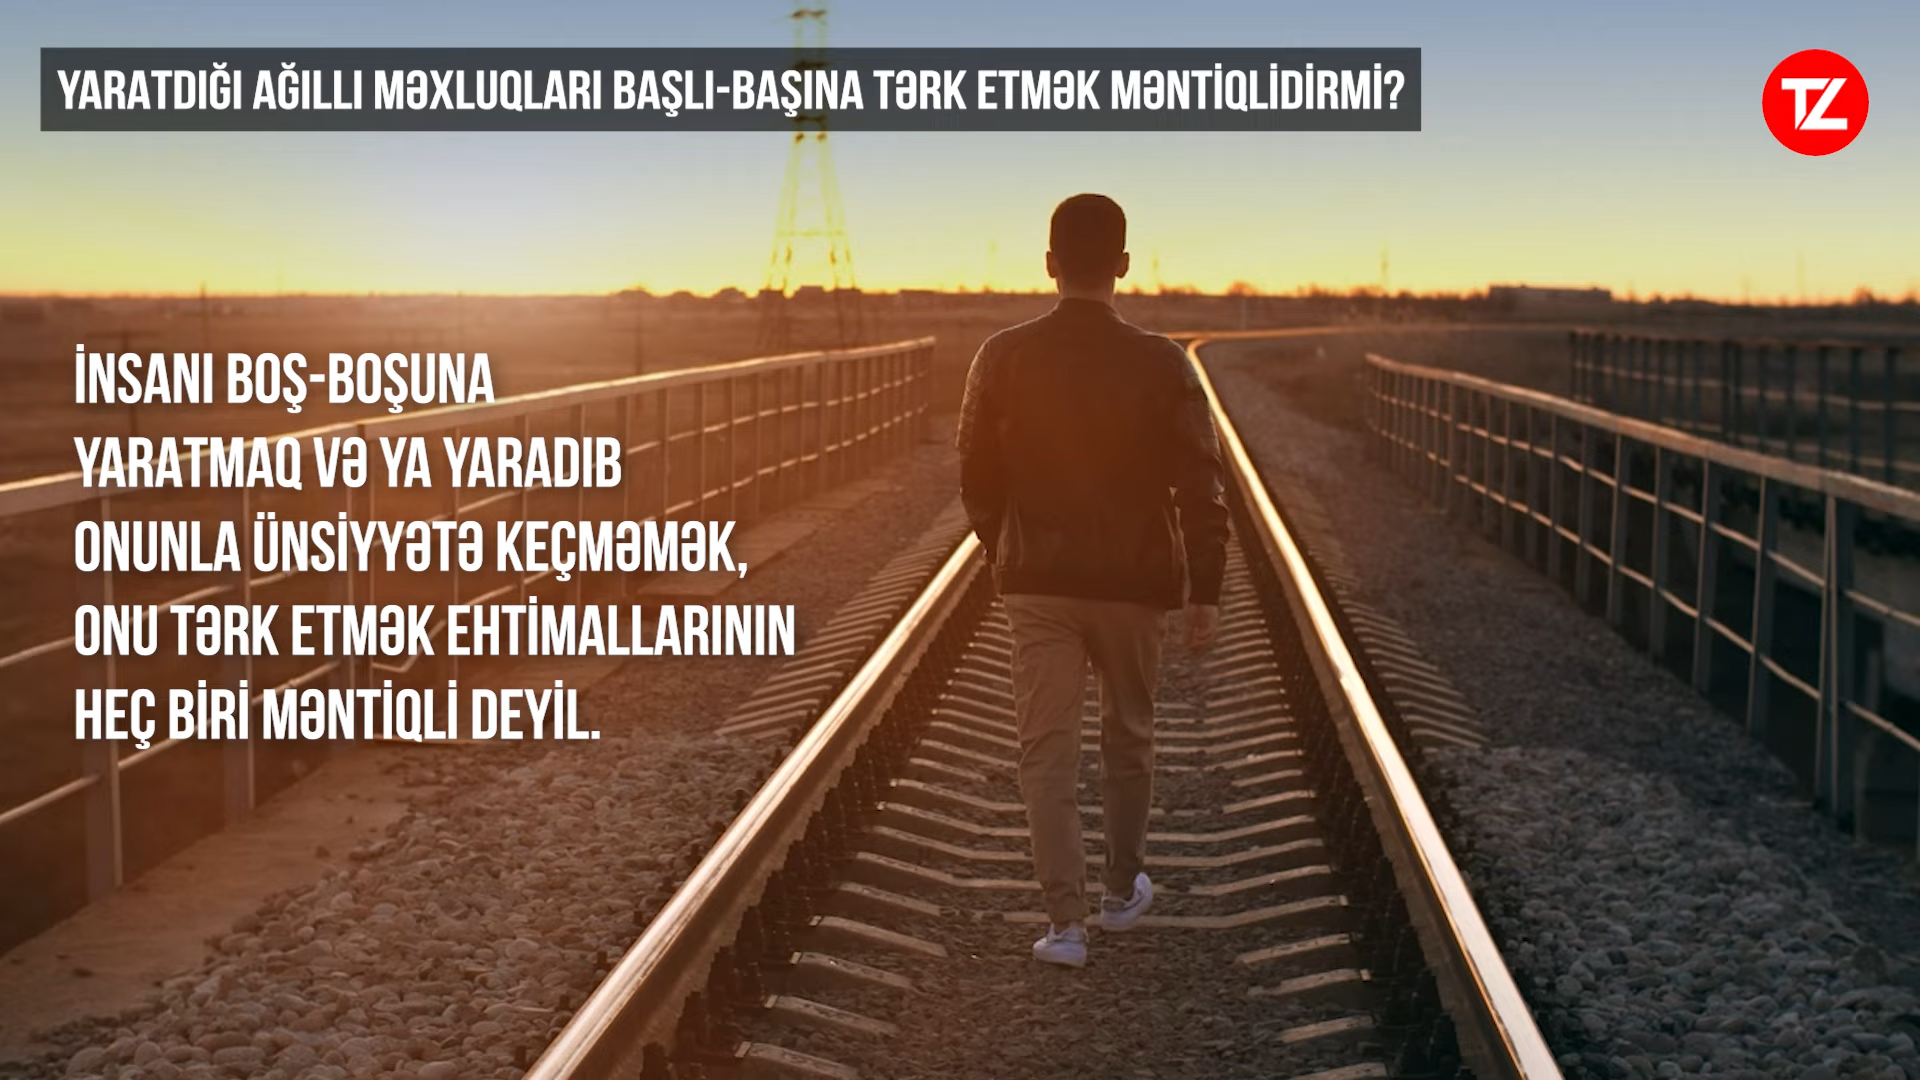 YARATDIĞI AĞILLI MƏXLUQLARI BAŞLI-BAŞINA TƏRK ETMƏK MƏNTİQLİDİRMİ?
TZ
İNSANI BOŞ-BOŞUNA
YARATMAQ VƏ YA YARADIB
ONUNLA ÜNSİYYƏTƏ KEÇMƏMƏK,
ONU TƏRK ETMƏK EHTİMALLARININ
HEÇ BİRİ MƏNTİQLİ DEYİL.